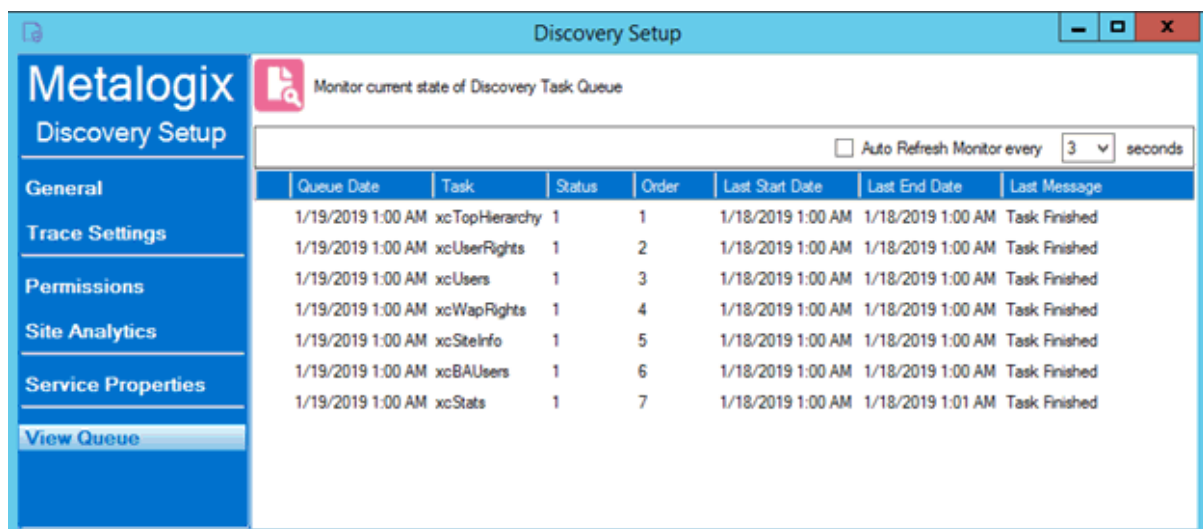 Discovery Setup
Metalogix
Discovery Setup
General
Trace Settings
Permissions
Site Analytics
Service Properties
View Queue
Monitor current state of Discovery Task Queue
Auto Refresh Monitor every 3 seconds
Queue Date Task Status Order Last Start Date Last End Date Last Message
1/19/2019 1:00 AM xcTopHierarchy 1 1 1/18/2019 1:00 AM 1/18/2019 1:00 AM Task Finished
1/19/2019 1:00 AM xcUserRights 1 2 1/18/2019 1:00 AM 1/18/2019 1:00 AM Task Finished
1/19/2019 1:00 AM xcUsers 1 3 1/18/2019 1:00 AM 1/18/2019 1:00 AM Task Finished
1/19/2019 1:00 AM xcWapRights 1 4 1/18/2019 1:00 AM 1/18/2019 1:00 AM Task Finished
1/19/2019 1:00 AM xcSiteInfo 1 5 1/18/2019 1:00 AM 1/18/2019 1:00 AM Task Finished
1/19/2019 1:00 AM xcBAUsers 1 6 1/18/2019 1:00 AM 1/18/2019 1:00 AM Task Finished
1/19/2019 1:00 AM xcStats 1 7 1/18/2019 1:00 AM 1/18/2019 1:01 AM Task Finished